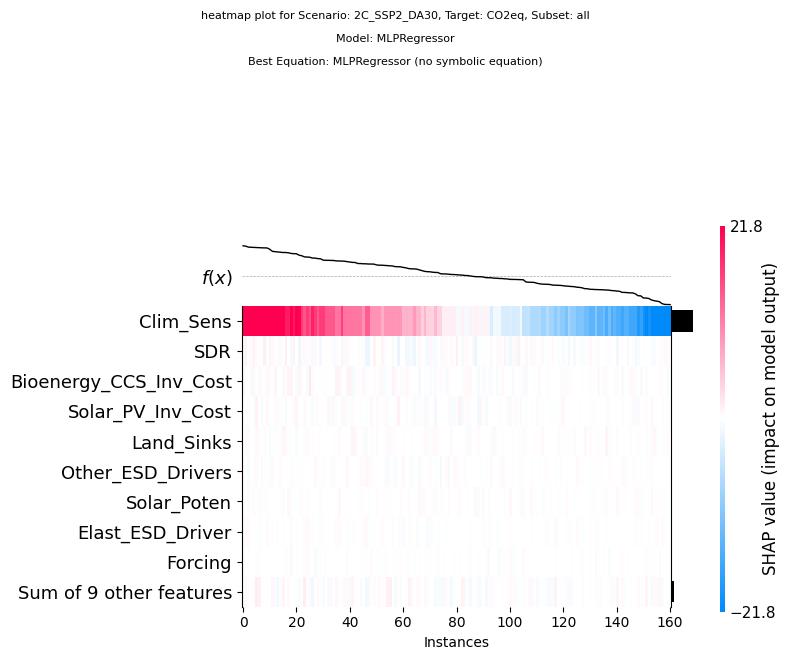 heatmap plot for Scenario: 2C_SSP2_DA30, Target: CO2eq, Subset: all
Model: MLPRegressor
Best Equation: MLPRegressor (no symbolic equation)
f(x)
Clim_Sens
SDR
Bioenergy_CCS_Inv_Cost
Solar_PV_Inv_Cost
Land_Sinks
Other_ESD_Drivers
Solar_Poten
Elast_ESD_Driver
Forcing
Sum of 9 other features
0 20 40 60 80 100 120 140 160
Instances
21.8
−21.8
SHAP value (impact on model output)